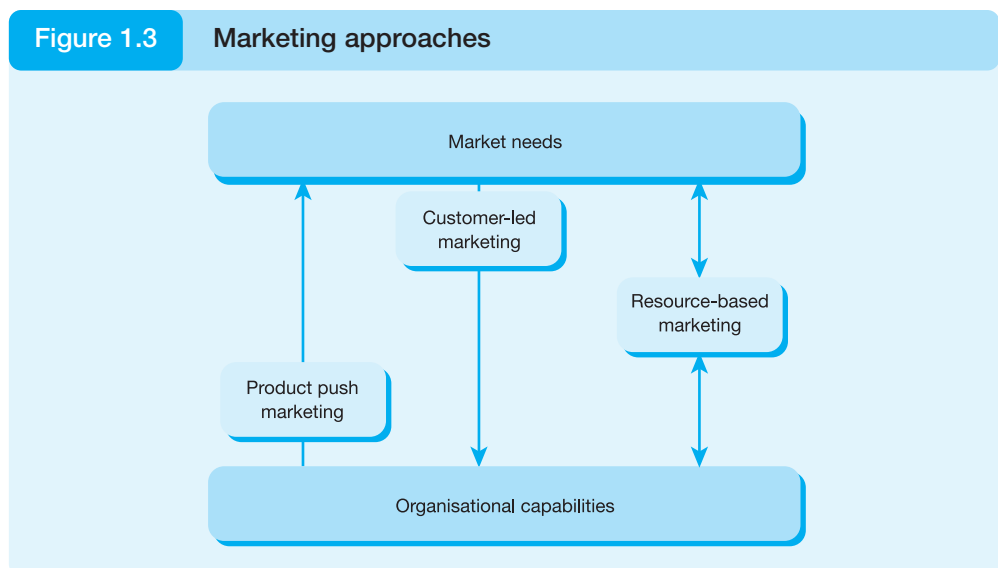 Figure 1.3 Marketing approaches
Market needs
Customer-led
marketing
Resource-based
marketing
Product push
marketing
Organisational capabilities